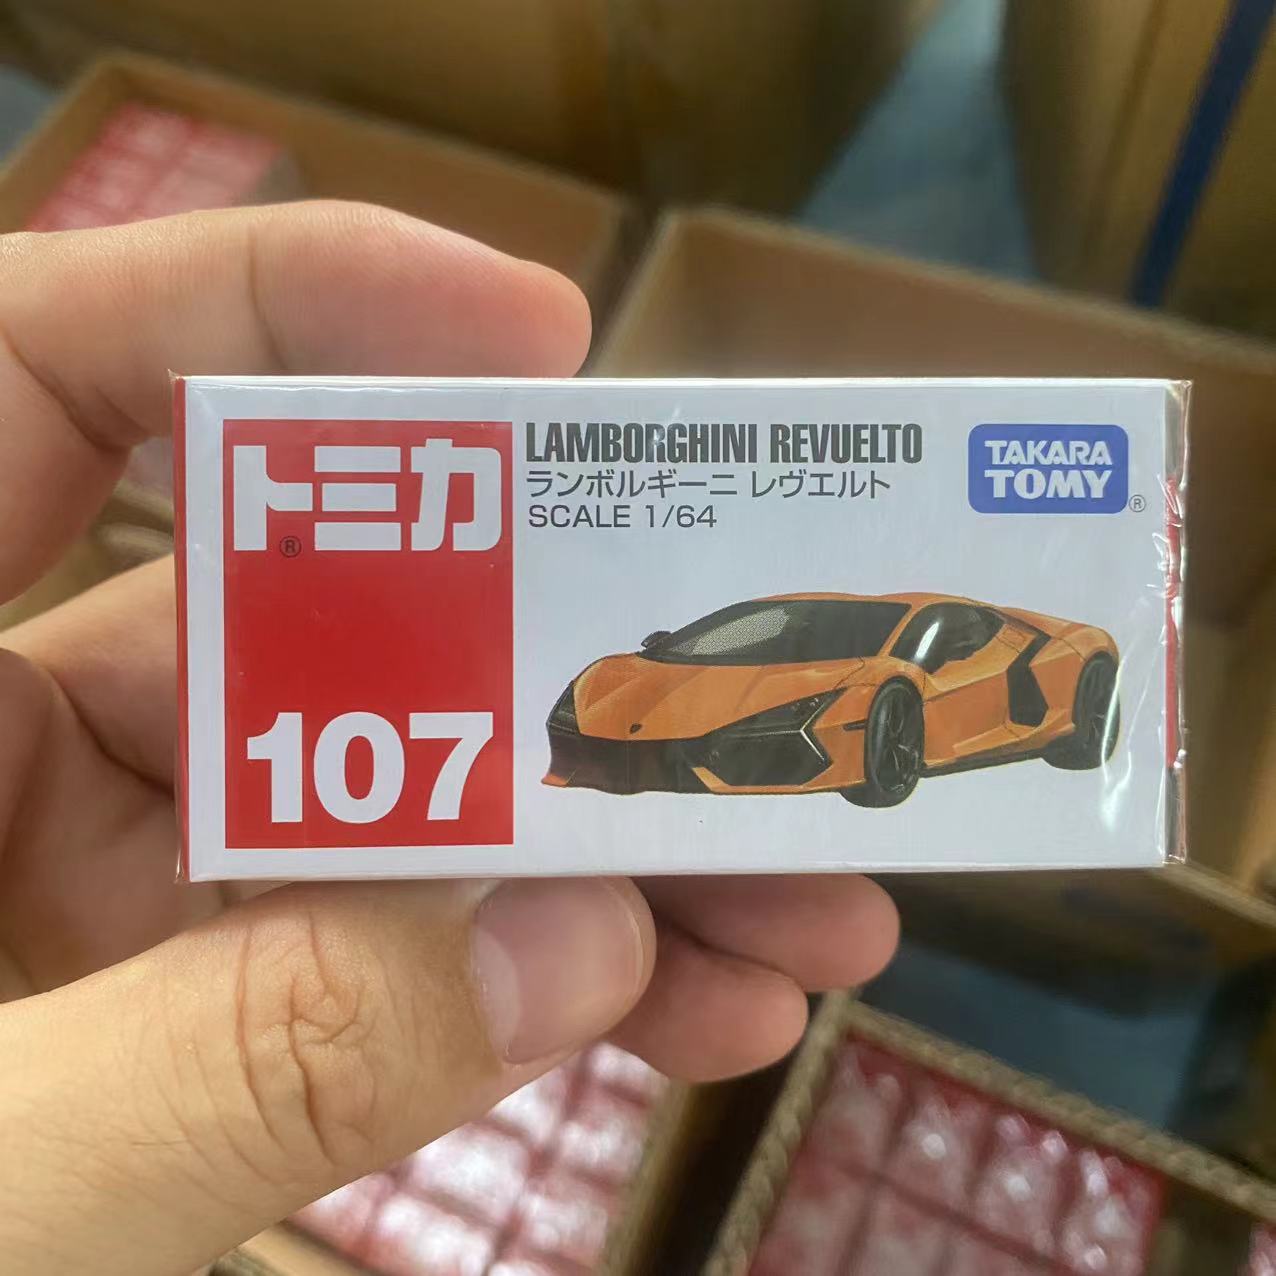 トミカ
®
107
LAMBORGHINI REVUELTO
ランボルギーニ レヴエルト
SCALE 1/64
TAKARA
TOMY
®